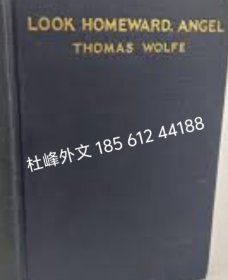 LOOK HOMEWARD, ANGEL
THOMAS WOLFE
杜峰外文 185 612 44188